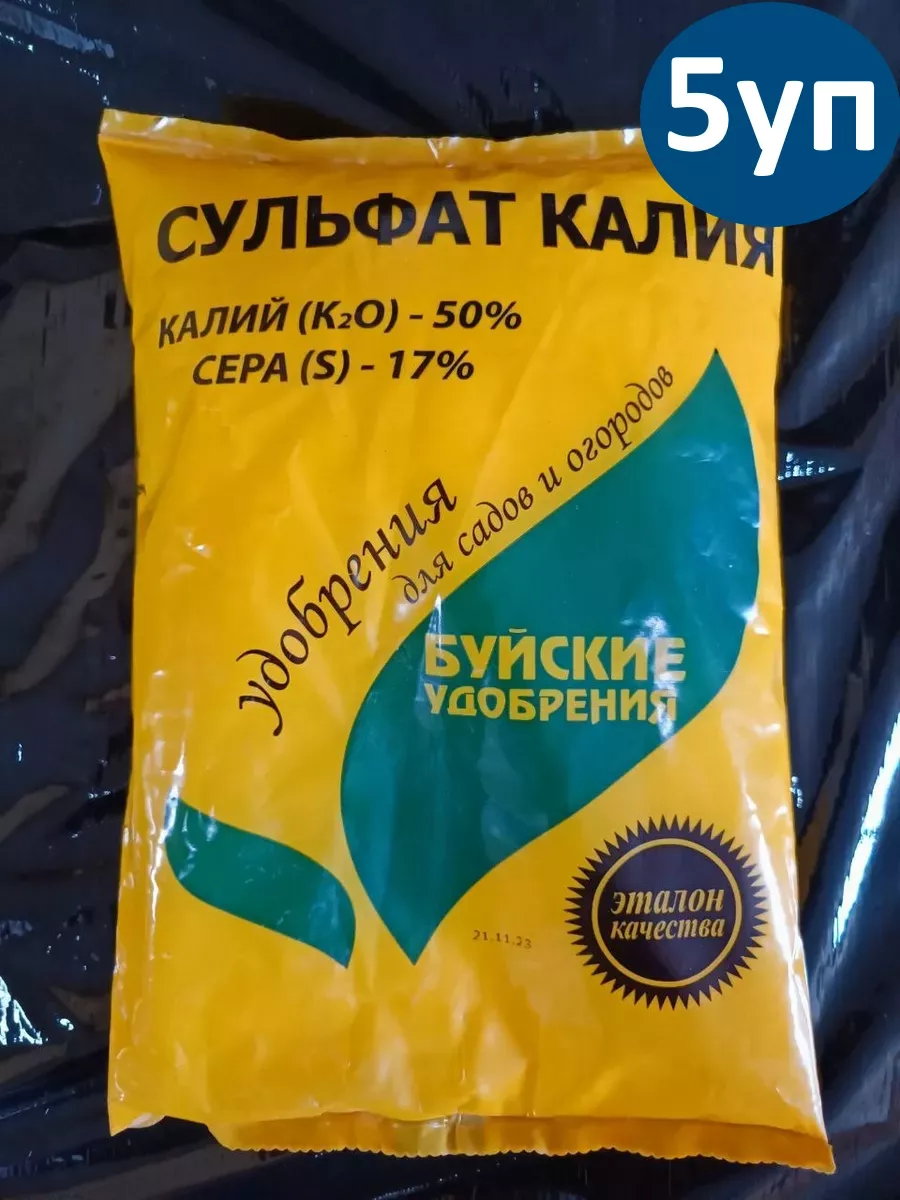 5уп
СУЛЬФАТ КАЛИЯ
КАЛИЙ (K₂O) - 50%
СЕРА (S) - 17%
удобрения
для садов и огородов
БУЙСКИЕ
УДОБРЕНИЯ
эталон
качества
21.11.23